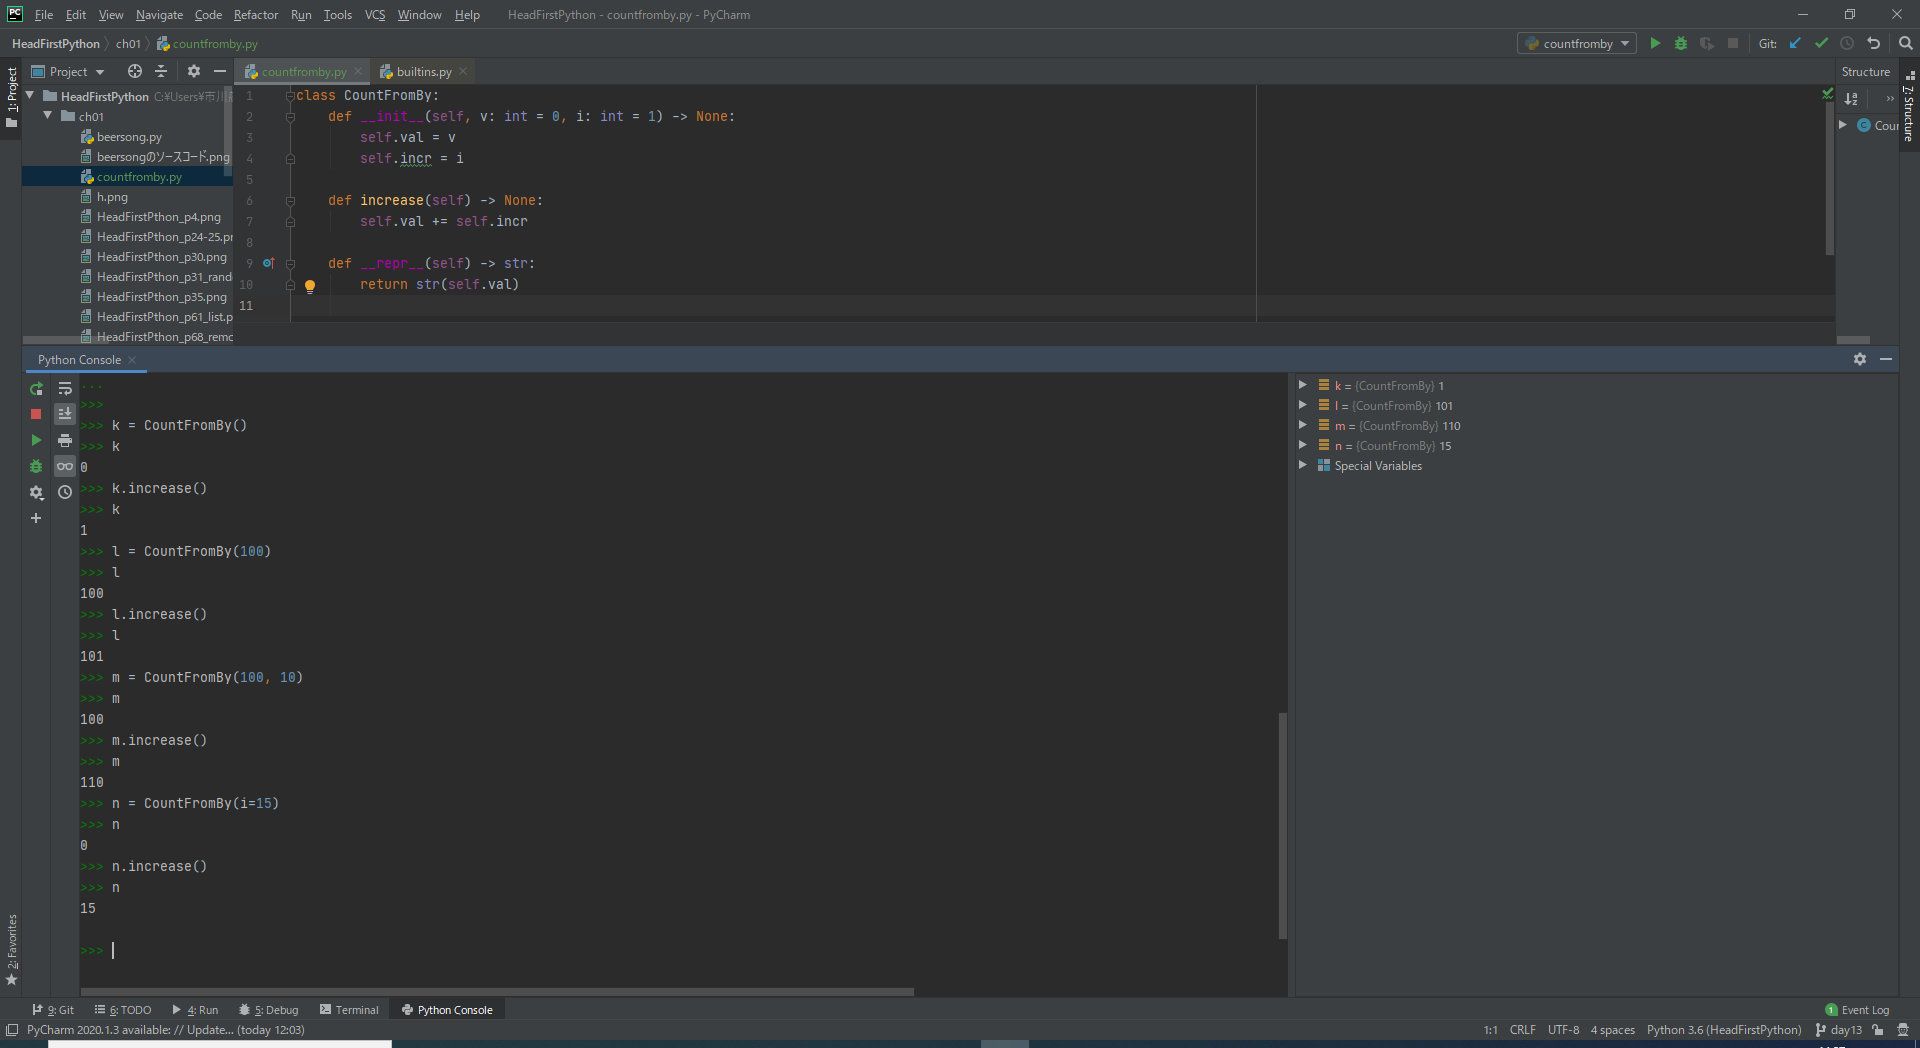 PC File Edit View Navigate Code Refactor Run Tools VCS Window Help HeadFirstPython - countfromby.py - PyCharm
HeadFirstPython ch01 countfromby.py countfromby Git:
1: Project
Project
countfromby.py builtins.py
Structure
7: Structure
HeadFirstPython C:¥Users¥市川
ch01
beersong.py
beersongのソースコード.png
countfromby.py
h.png
HeadFirstPthon_p4.png
HeadFirstPthon_p24-25.pr
HeadFirstPthon_p30.png
HeadFirstPthon_p31_rand
HeadFirstPthon_p35.png
HeadFirstPthon_p61_list.p
HeadFirstPthon_p68_remo
1 class CountFromBy:
2 def __init__(self, v: int = 0, i: int = 1) -> None:
3 self.val = v
4 self.incr = i
5
6 def increase(self) -> None:
7 self.val += self.incr
8
9 def __repr__(self) -> str:
10 return str(self.val)
11
Cour
Python Console
...
>>>
>>> k = CountFromBy()
>>> k
0
>>> k.increase()
>>> k
1
>>> l = CountFromBy(100)
>>> l
100
>>> l.increase()
>>> l
101
>>> m = CountFromBy(100, 10)
>>> m
100
>>> m.increase()
>>> m
110
>>> n = CountFromBy(i=15)
>>> n
0
>>> n.increase()
>>> n
15
>>>
k = {CountFromBy} 1
l = {CountFromBy} 101
m = {CountFromBy} 110
n = {CountFromBy} 15
Special Variables
2: Favorites
9: Git 6: TODO 4: Run 5: Debug Terminal Python Console 1 Event Log
PyCharm 2020.1.3 available: // Update... (today 12:03) 1:1 CRLF UTF-8 4 spaces Python 3.6 (HeadFirstPython) day13